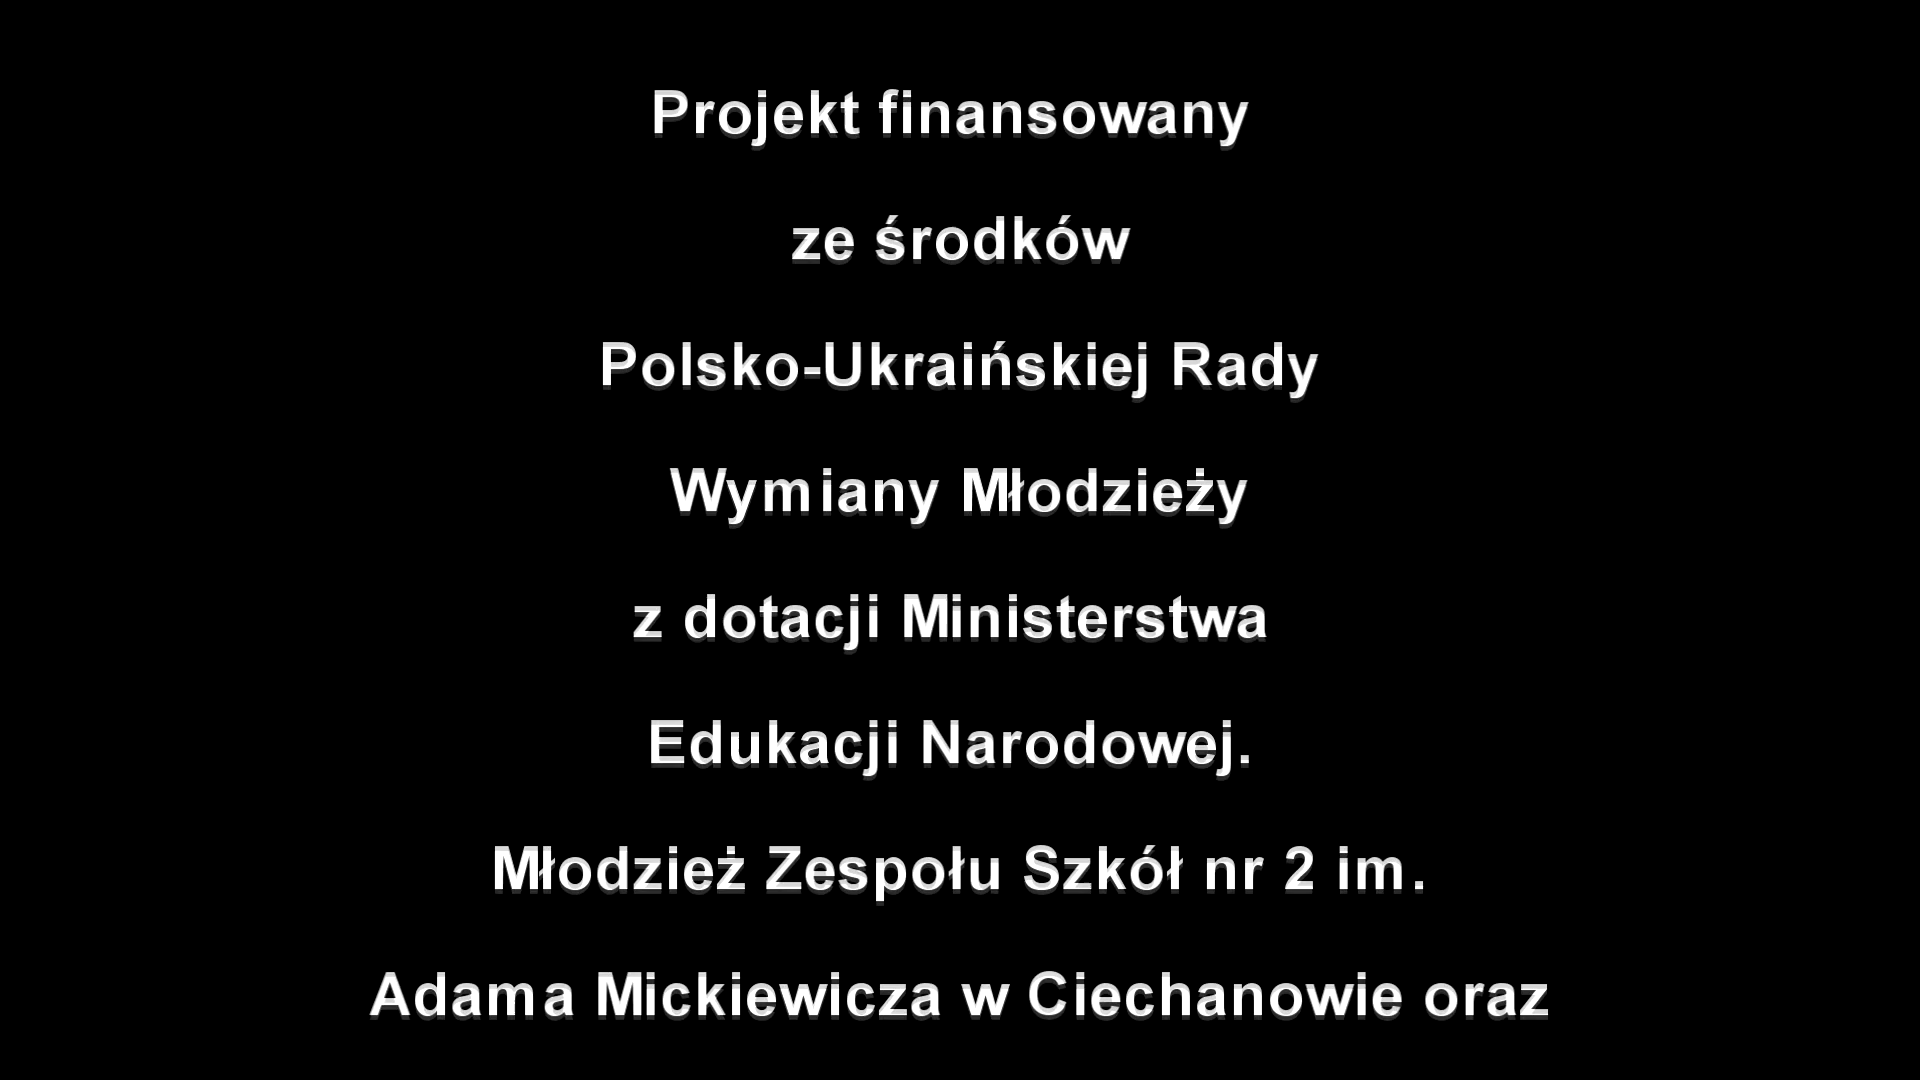 Projekt finansowany
ze środków
Polsko-Ukraińskiej Rady
Wymiany Młodzieży
z dotacji Ministerstwa
Edukacji Narodowej.
Młodzież Zespołu Szkół nr 2 im.
Adama Mickiewicza w Ciechanowie oraz